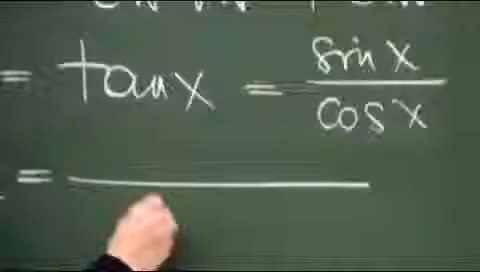 = tan x = sin x / cos x
=